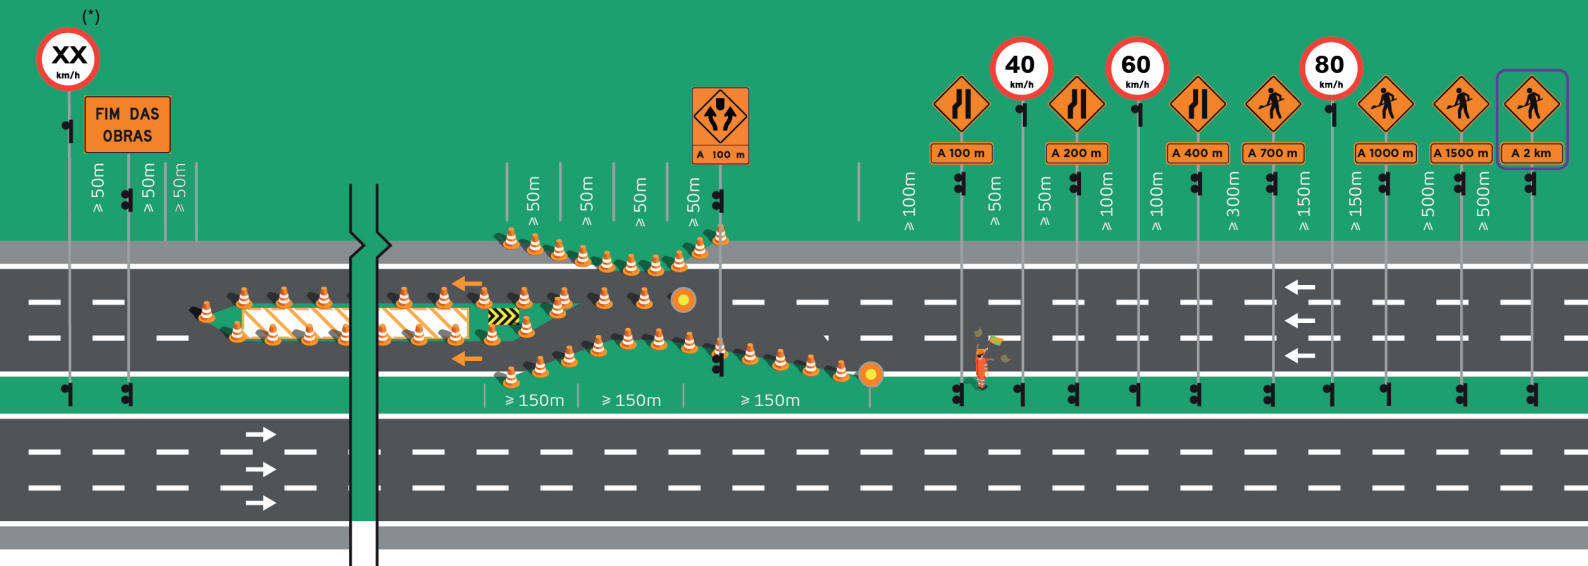 (*)
XX
km/h
FIM DAS
OBRAS
⩾ 50m
⩾ 50m
⩾ 50m
⩾ 50m
⩾ 50m
⩾ 50m
⩾ 50m
A 100 m
⩾ 100m
A 100 m
⩾ 50m
40
km/h
⩾ 50m
A 200 m
⩾ 100m
60
km/h
⩾ 100m
A 400 m
⩾ 300m
A 700 m
⩾ 150m
80
km/h
⩾ 150m
A 1000 m
⩾ 500m
A 1500 m
⩾ 500m
A 2 km
⩾ 150m
⩾ 150m
⩾ 150m